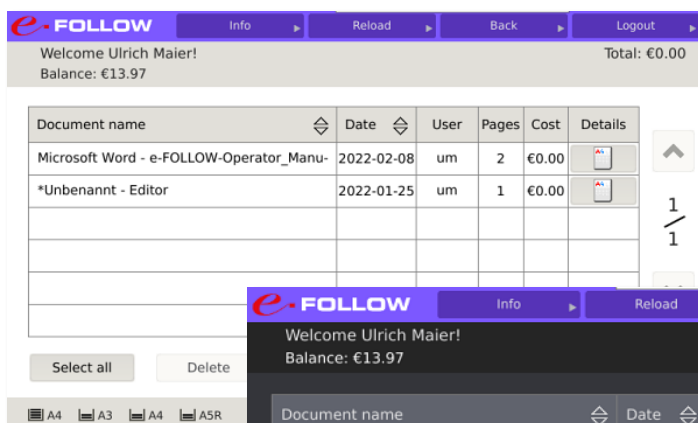 e-FOLLOW Info Reload Back Logout
Welcome Ulrich Maier! Total: €0.00
Balance: €13.97
Document name Date User Pages Cost Details
Microsoft Word - e-FOLLOW-Operator_Manu- 2022-02-08 um 2 €0.00
*Unbenannt - Editor 2022-01-25 um 1 €0.00
1
1
Select all Delete
A4 A3 A4 A5R
e-FOLLOW Info Reload
Welcome Ulrich Maier!
Balance: €13.97
Document name Date